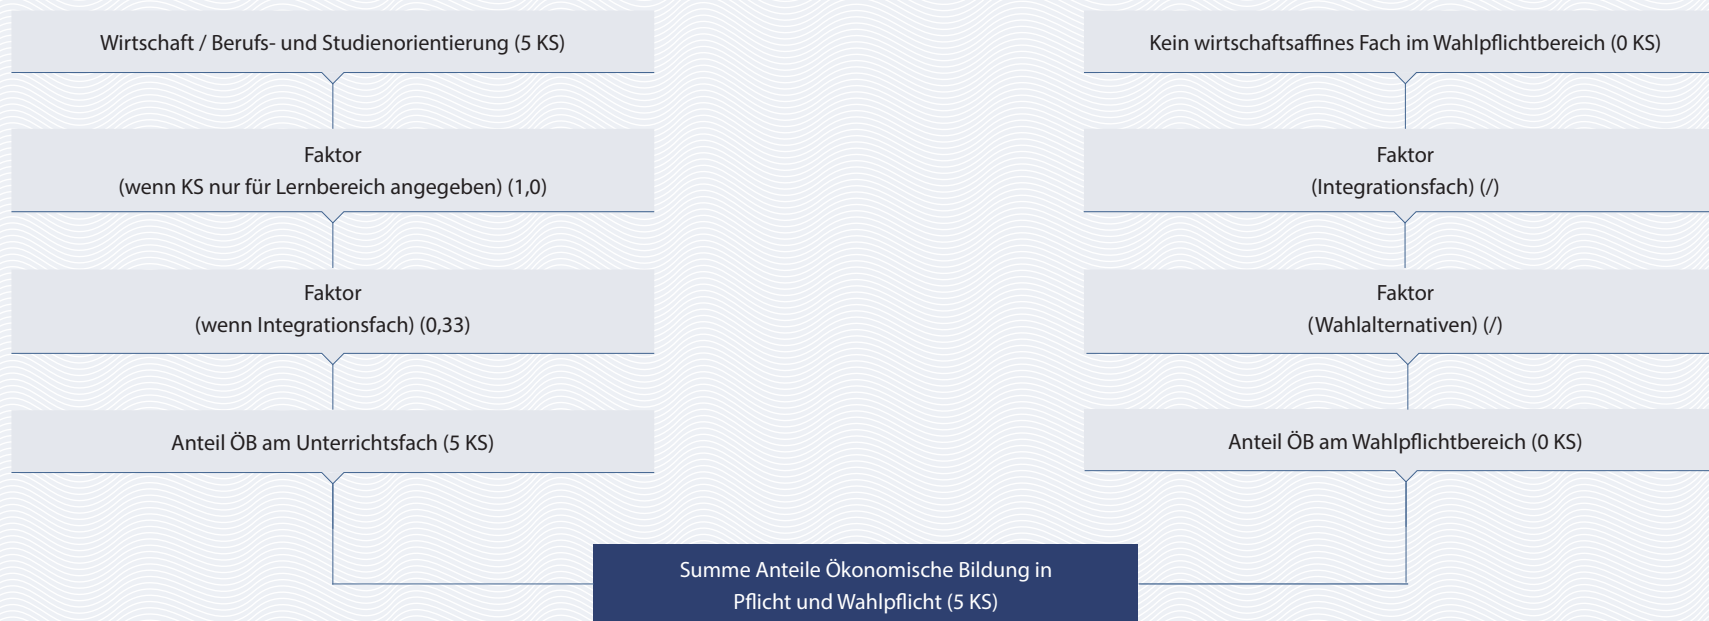 Wirtschaft / Berufs- und Studienorientierung (5 KS)
Faktor
(wenn KS nur für Lernbereich angegeben) (1,0)
Faktor
(wenn Integrationsfach) (0,33)
Anteil ÖB am Unterrichtsfach (5 KS)
Kein wirtschaftsaffines Fach im Wahlpflichtbereich (0 KS)
Faktor
(Integrationsfach) (/)
Faktor
(Wahlalternativen) (/)
Anteil ÖB am Wahlpflichtbereich (0 KS)
Summe Anteile Ökonomische Bildung in
Pflicht und Wahlpflicht (5 KS)